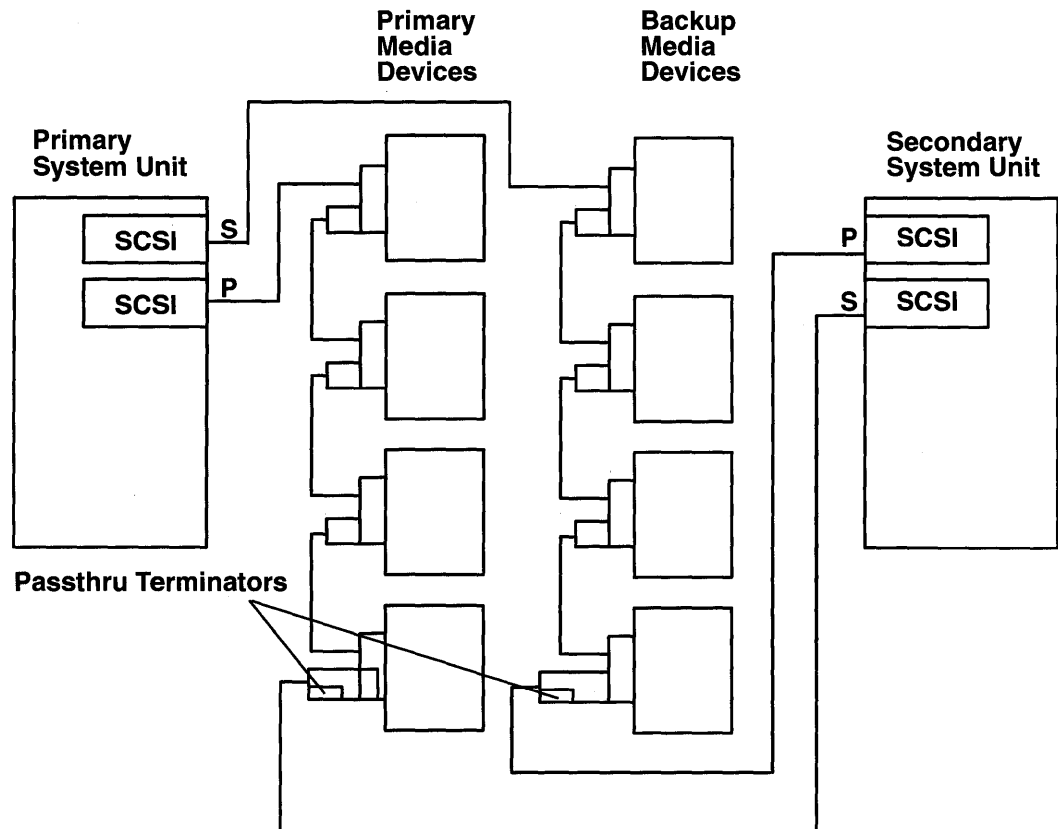 Primary
Media
Devices
Backup
Media
Devices
Primary
System Unit
Secondary
System Unit
SCSI
S
SCSI
P
P
SCSI
S
SCSI
Passthru Terminators